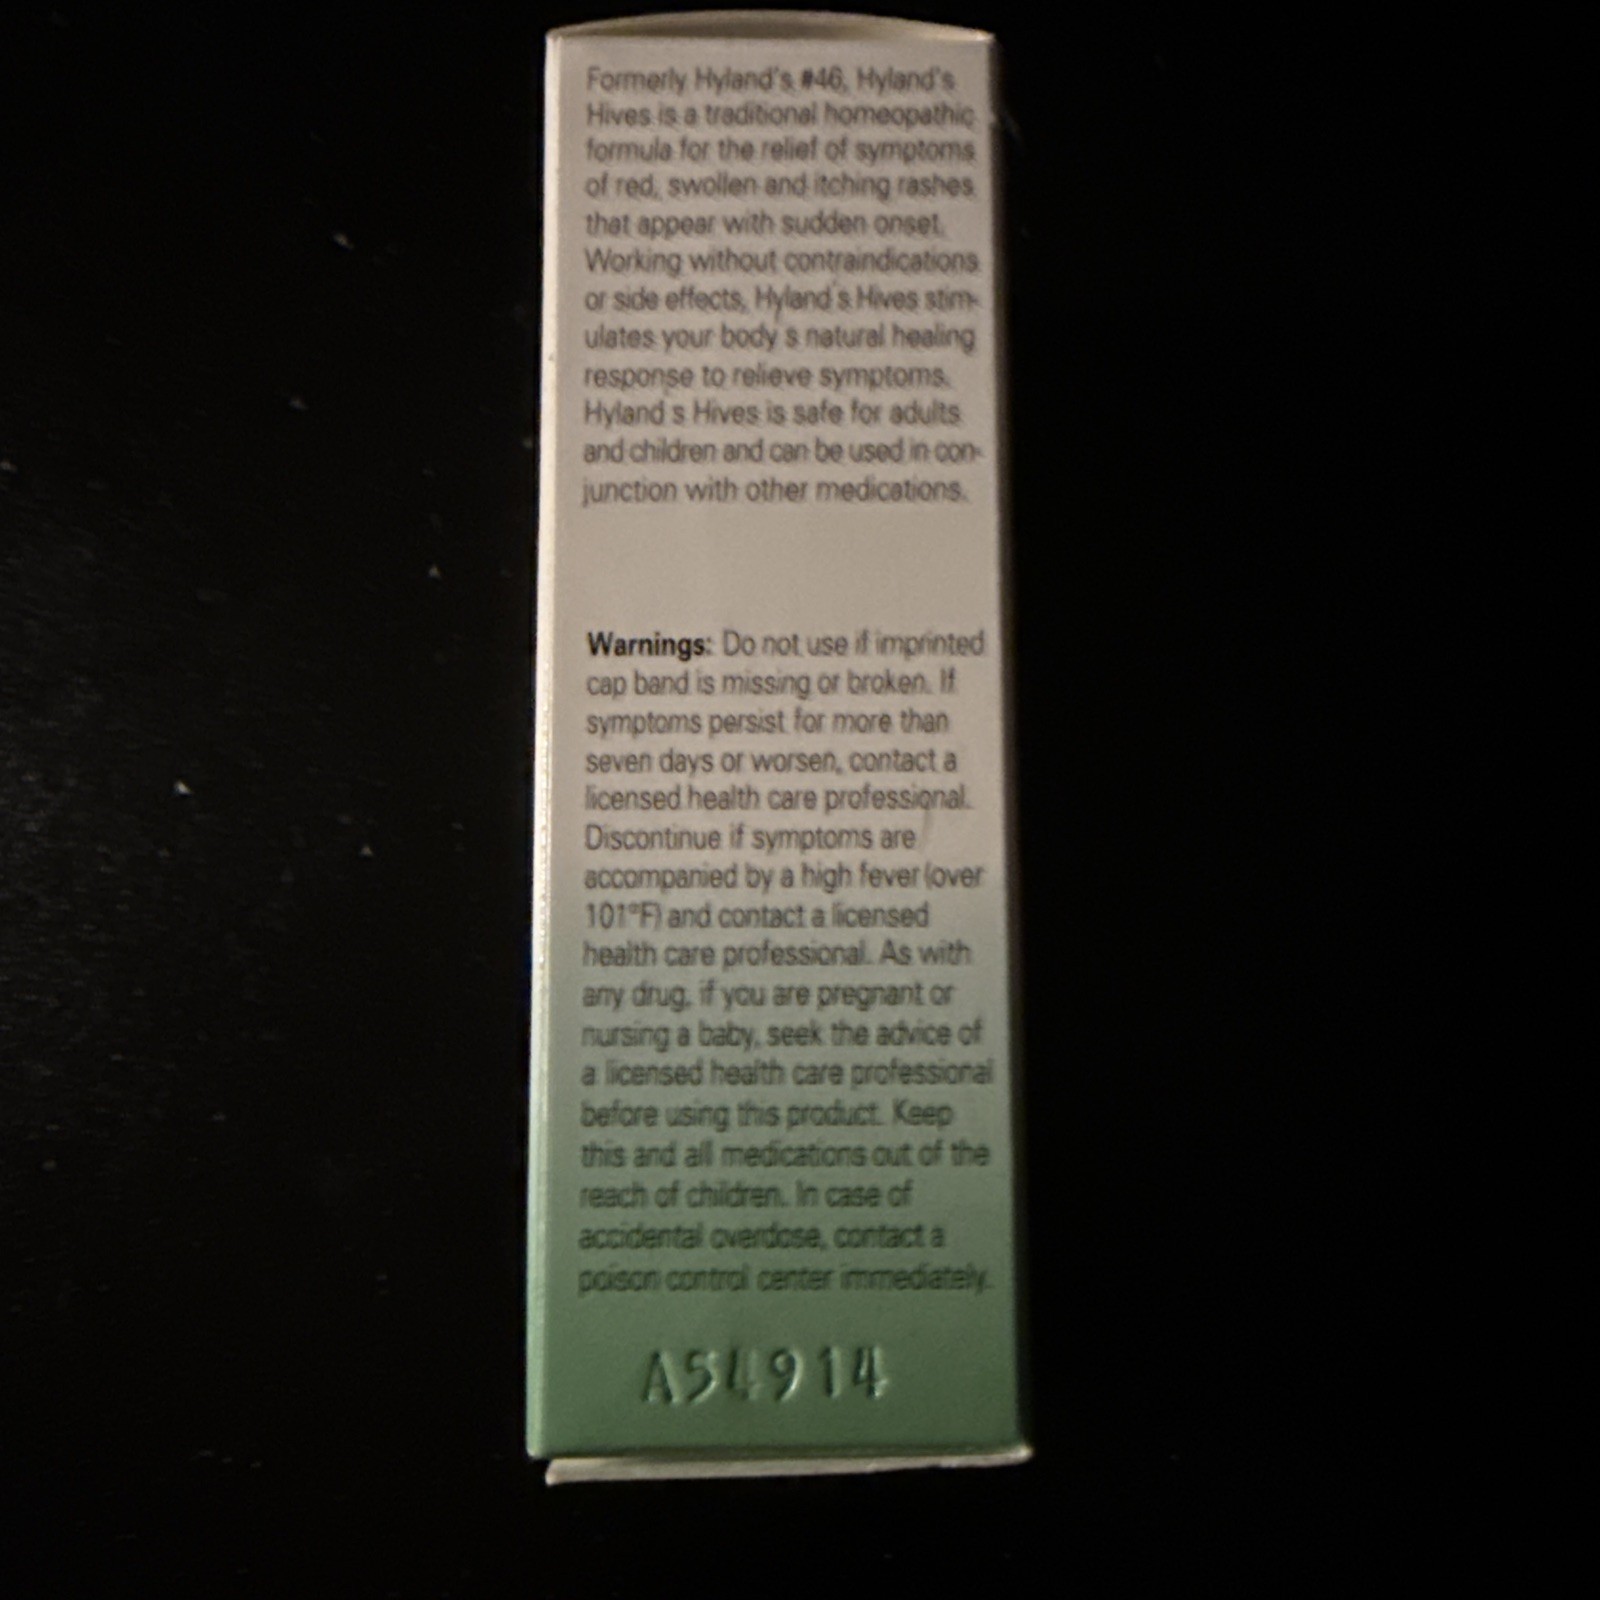 Formerly Hyland's #46, Hyland's
Hives is a traditional homeopathic
formula for the relief of symptoms
of red, swollen and itching rashes
that appear with sudden onset.
Working without contraindications
or side effects, Hyland's Hives stim-
ulates your body s natural healing
response to relieve symptoms.
Hyland s Hives is safe for adults
and children and can be used in con-
junction with other medications.
Warnings: Do not use if imprinted
cap band is missing or broken. If
symptoms persist for more than
seven days or worsen, contact a
licensed health care professional.
Discontinue if symptoms are
accompanied by a high fever (over
101°F) and contact a licensed
health care professional. As with
any drug, if you are pregnant or
nursing a baby, seek the advice of
a licensed health care professional
before using this product. Keep
this and all medications out of the
reach of children. In case of
accidental overdose, contact a
poison control center immediately.
A54914